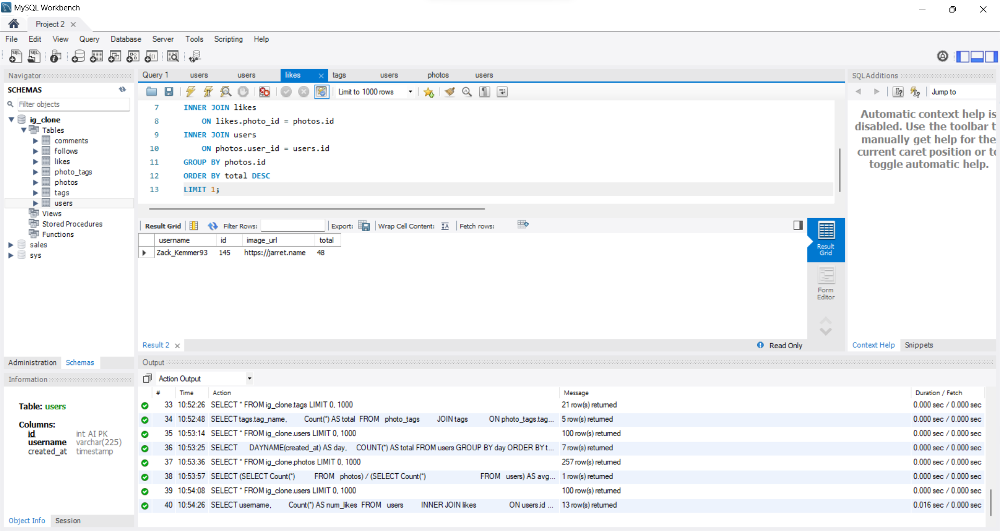 MySQL Workbench
Project 2
File Edit View Query Database Server Tools Scripting Help
Navigator
SCHEMAS
Filter objects
ig_clone
Tables
comments
follows
likes
photo_tags
photos
tags
users
Views
Stored Procedures
Functions
sales
sys
Administration Schemas
Information
Table: users
Columns:
id int AI PK
username varchar(225)
created_at timestamp
Object Info Session
Query 1 users users likes tags users photos users
Limit to 1000 rows
7 INNER JOIN likes
8 ON likes.photo_id = photos.id
9 INNER JOIN users
10 ON photos.user_id = users.id
11 GROUP BY photos.id
12 ORDER BY total DESC
13 LIMIT 1;
Result Grid Filter Rows: Export: Wrap Cell Content: Fetch rows:
username id image_url total
Zack_Kemmer93 145 https://jarret.name 48
Result Grid
Form Editor
Result 2 Read Only
SQLAdditions
Jump to
Automatic context help is
disabled. Use the toolbar t
manually get help for the
current caret position or to
toggle automatic help.
Context Help Snippets
Output
Action Output
# Time Action Message Duration / Fetch
33 10:52:26 SELECT * FROM ig_clone.tags LIMIT 0, 1000 21 row(s) returned 0.000 sec / 0.000 sec
34 10:52:48 SELECT tags.tag_name, Count(*) AS total FROM photo_tags JOIN tags ON photo_tags.tag... 5 row(s) returned 0.000 sec / 0.000 sec
35 10:53:14 SELECT * FROM ig_clone.users LIMIT 0, 1000 100 row(s) returned 0.000 sec / 0.000 sec
36 10:53:25 SELECT DAYNAME(created_at) AS day, COUNT(*) AS total FROM users GROUP BY day ORDER BY t... 7 row(s) returned 0.000 sec / 0.000 sec
37 10:53:36 SELECT * FROM ig_clone.photos LIMIT 0, 1000 257 row(s) returned 0.000 sec / 0.000 sec
38 10:53:57 SELECT (SELECT Count(*) FROM photos) / (SELECT Count(*) FROM users) AS avg... 1 row(s) returned 0.000 sec / 0.000 sec
39 10:54:08 SELECT * FROM ig_clone.users LIMIT 0, 1000 100 row(s) returned 0.000 sec / 0.000 sec
40 10:54:26 SELECT username, Count(*) AS num_likes FROM users INNER JOIN likes ON users.id ... 13 row(s) returned 0.016 sec / 0.000 sec